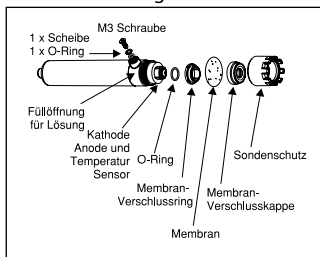 M3 Schraube
1 x Scheibe
1 x O-Ring
Füllöffnung
für Lösung
Kathode
Anode und
Temperatur
Sensor
O-Ring
Membran-
Verschlussring
Membran
Membran-
Verschlusskappe
Sondenschutz